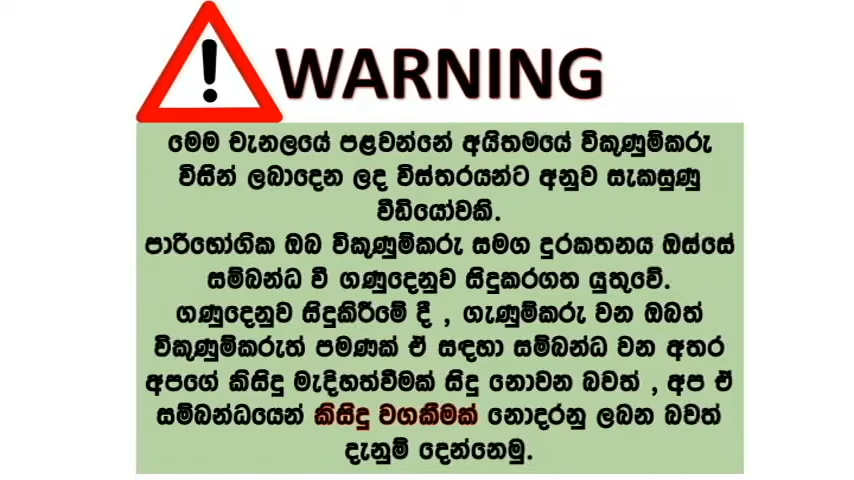 WARNING
මෙම චැනලයේ පළවන්නේ අයිතමයේ විකුණුම්කරු
විසින් ලබාදෙන ලද විස්තරයන්ට අනුව සැකසුණු
වීඩියෝවකි.
පාරිභෝගික ඔබ විකුණුම්කරු සමග දුරකතනය ඔස්සේ
සම්බන්ධ වී ගණුදෙනුව සිදුකරගත යුතුවේ.
ගණුදෙනුව සිදුකිරීමේ දී , ගැණුම්කරු වන ඔබත්
විකුණුම්කරුත් පමණක් ඒ සඳහා සම්බන්ධ වන අතර
අපගේ කිසිදු මැදිහත්වීමක් සිදු නොවන බවත් , අප ඒ
සම්බන්ධයෙන් කිසිදු වගකීමක් නොදරනු ලබන බවත්
දැනුම් දෙන්නෙමු.